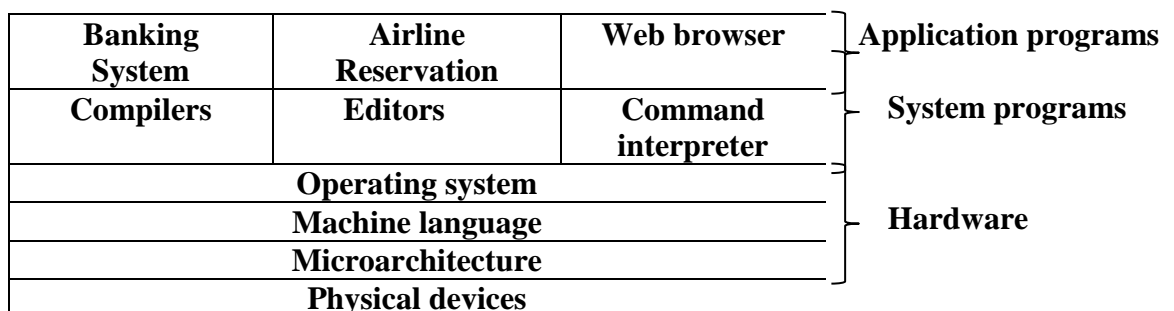 Banking Airline Web browser Application programs
System Reservation
Compilers Editors Command System programs
interpreter
Operating system
Machine language Hardware
Microarchitecture
Physical devices